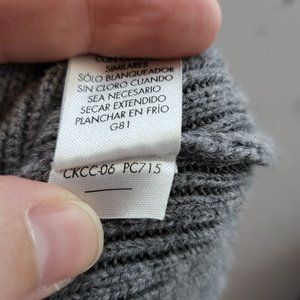 SIMILARES
SÓLO BLANQUEADOR
SIN CLORO CUANDO
SEA NECESARIO
SECAR EXTENDIDO
PLANCHAR EN FRÍO
G81
CKCC-06 PC715